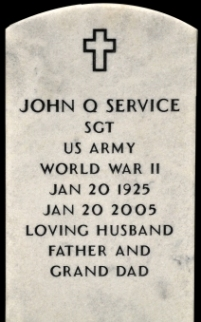 JOHN Q SERVICE
SGT
US ARMY
WORLD WAR II
JAN 20 1925
JAN 20 2005
LOVING HUSBAND
FATHER AND
GRAND DAD